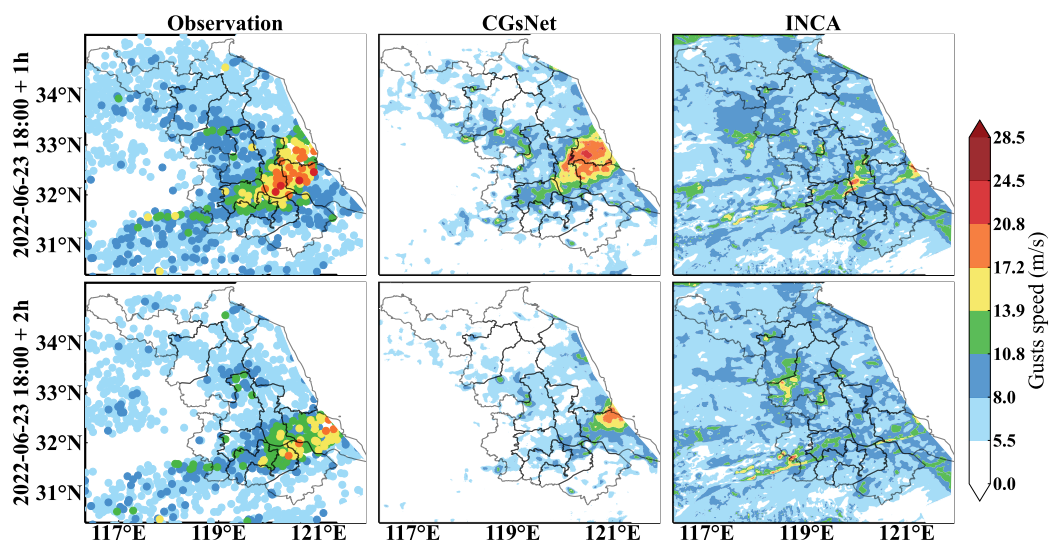 Observation
CGsNet
INCA
2022-06-23 18:00 + 1h
34°N
33°N
32°N
31°N
2022-06-23 18:00 + 2h
34°N
33°N
32°N
31°N
117°E
119°E
121°E
117°E
119°E
121°E
117°E
119°E
121°E
28.5
24.5
20.8
17.2
13.9
10.8
8.0
5.5
0.0
Gusts speed (m/s)